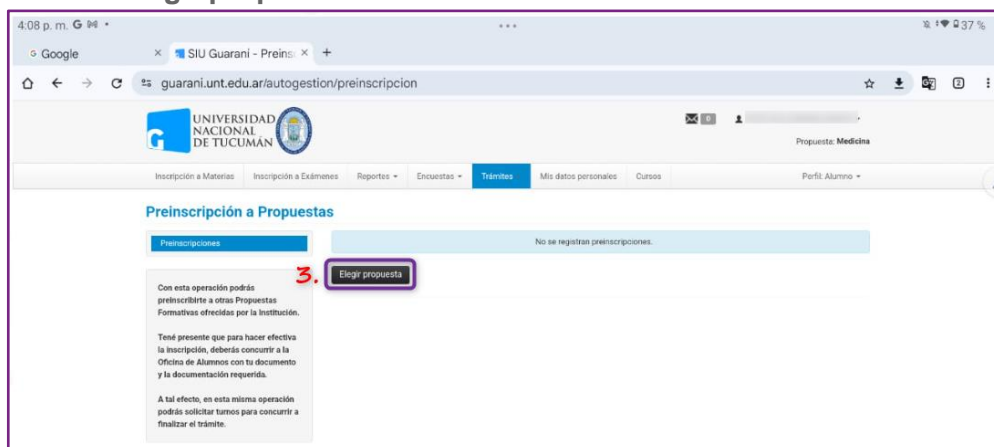 4:08 p. m. G
37 %
Google × SIU Guaraní - Preins × +
guarani.unt.edu.ar/autogestion/preinscripcion
2
UNIVERSIDAD
NACIONAL
DE TUCUMÁN
0
Propuesta: Medicina
Inscripción a Materias Inscripción a Exámenes Reportes Encuestas Trámites Mis datos personales Cursos Perfil: Alumno
Preinscripción a Propuestas
Preinscripciones
No se registran preinscripciones.
3. Elegir propuesta
Con esta operación podrás
preinscribirte a otras Propuestas
Formativas ofrecidas por la Institución.
Tené presente que para hacer efectiva
la inscripción, deberás concurrir a la
Oficina de Alumnos con tu documento
y la documentación requerida.
A tal efecto, en esta misma operación
podrás solicitar turnos para concurrir a
finalizar el trámite.